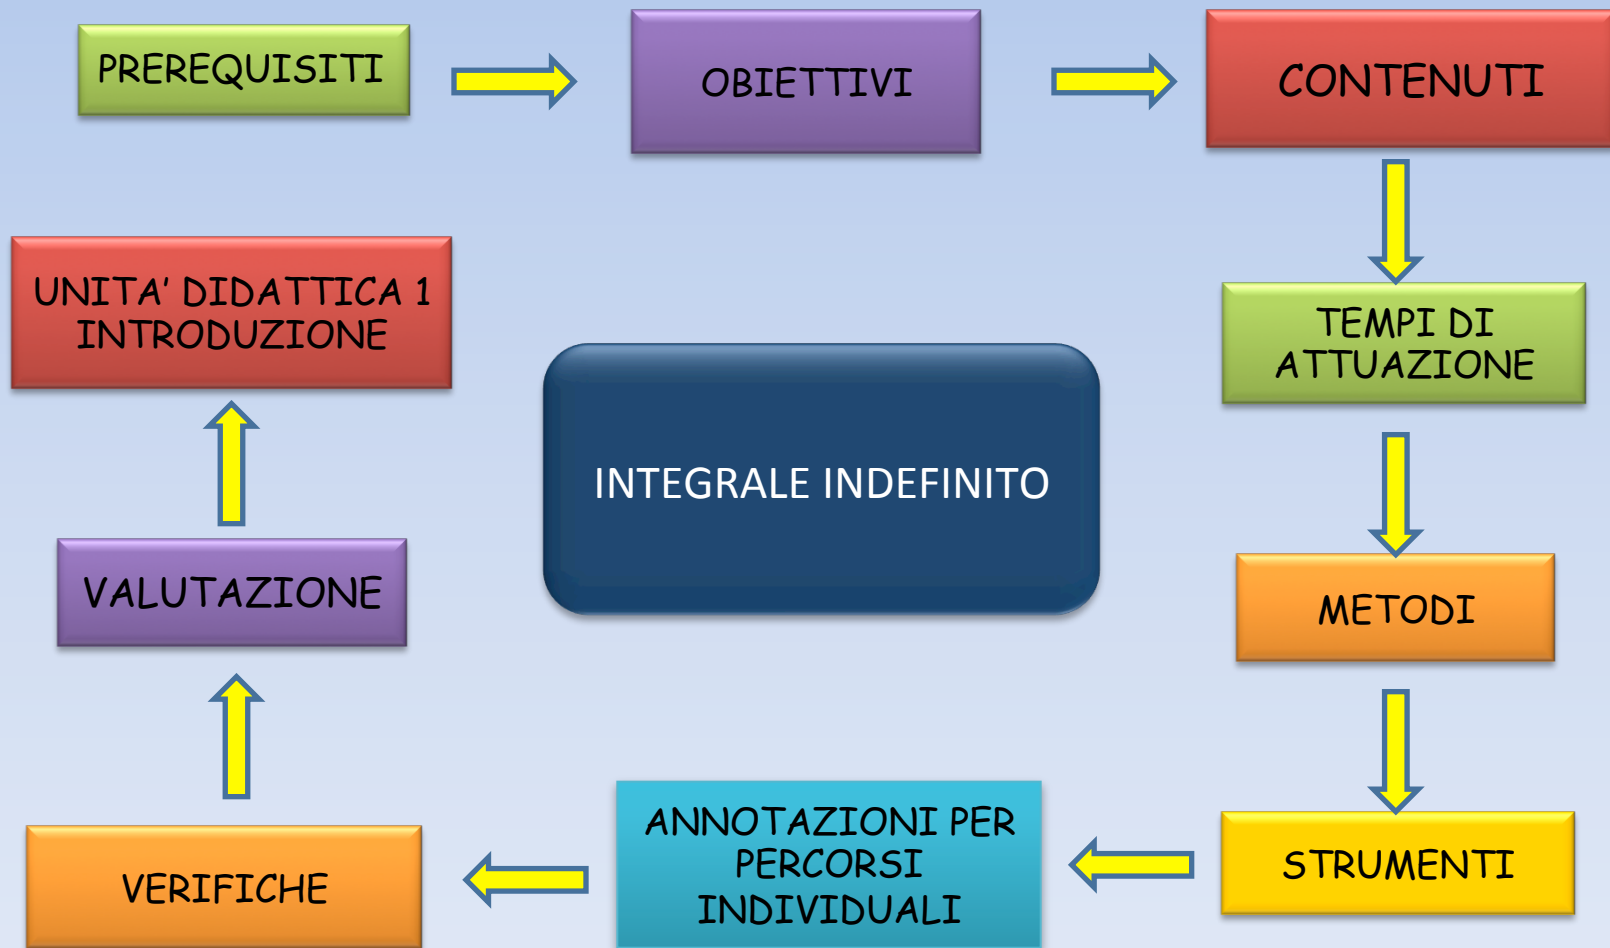 PREREQUISITI
OBIETTIVI
CONTENUTI
TEMPI DI
ATTUAZIONE
METODI
STRUMENTI
ANNOTAZIONI PER
PERCORSI
INDIVIDUALI
VERIFICHE
VALUTAZIONE
UNITA' DIDATTICA 1
INTRODUZIONE
INTEGRALE INDEFINITO